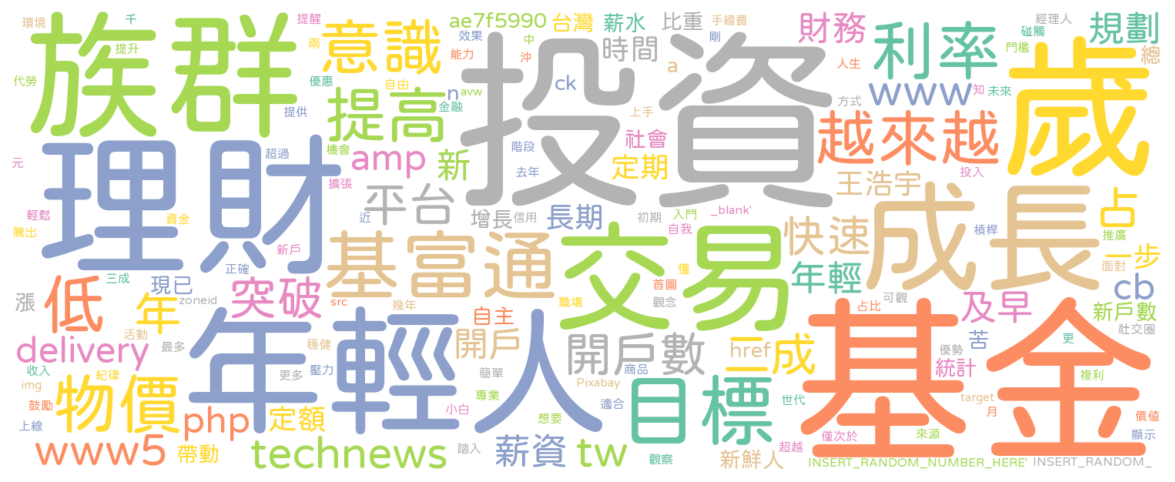 環境
族群
千
提升
代勞
提醒
兩
意識
優惠
自由
提供
提高
ae7f5990
效果
能力
中
沖
n
avw
金融
台灣
薪水
時間
ck
比重
a
手續費
剛
投資
上手
財務
人生
方式
經理人
碰觸
門檻
利率
www
知
未來
規劃
總
歲
越來越
投入
理財
超過
機會
擴張
元
輕鬆
騰出
資金
新戶
amp
新
平台
近
增長
信用
階段
去年
社會
定期
長期
初期
_blank'
入門
自我
王浩宇
快速
成長
槓桿
占
推廣
一步
面對
cb
新戶數
社交圈
漲
低
三成
現已
zoneid
年
突破
正確
src
幾年
基富通
交易
職場
僅
首圖
觀念
年輕
占比
可觀
及早
苦
更
優勢
統計
delivery
活動
最多
收入
img
紀律
鼓勵
上線
物價
php
www5
帶動
定額
年輕人
穩健
更多
壓力
自主
開戶
簡單
小白
專業
開戶數
商品
Pixabay
適合
想要
踏入
technews
薪資
tw
目標
觀察
href
二成
世代
新鮮人
超越
僅次於
來源
基金
target
月
複利
價值
顯示
INSERT_RANDOM_NUMBER_HERE'
INSERT_RANDOM_